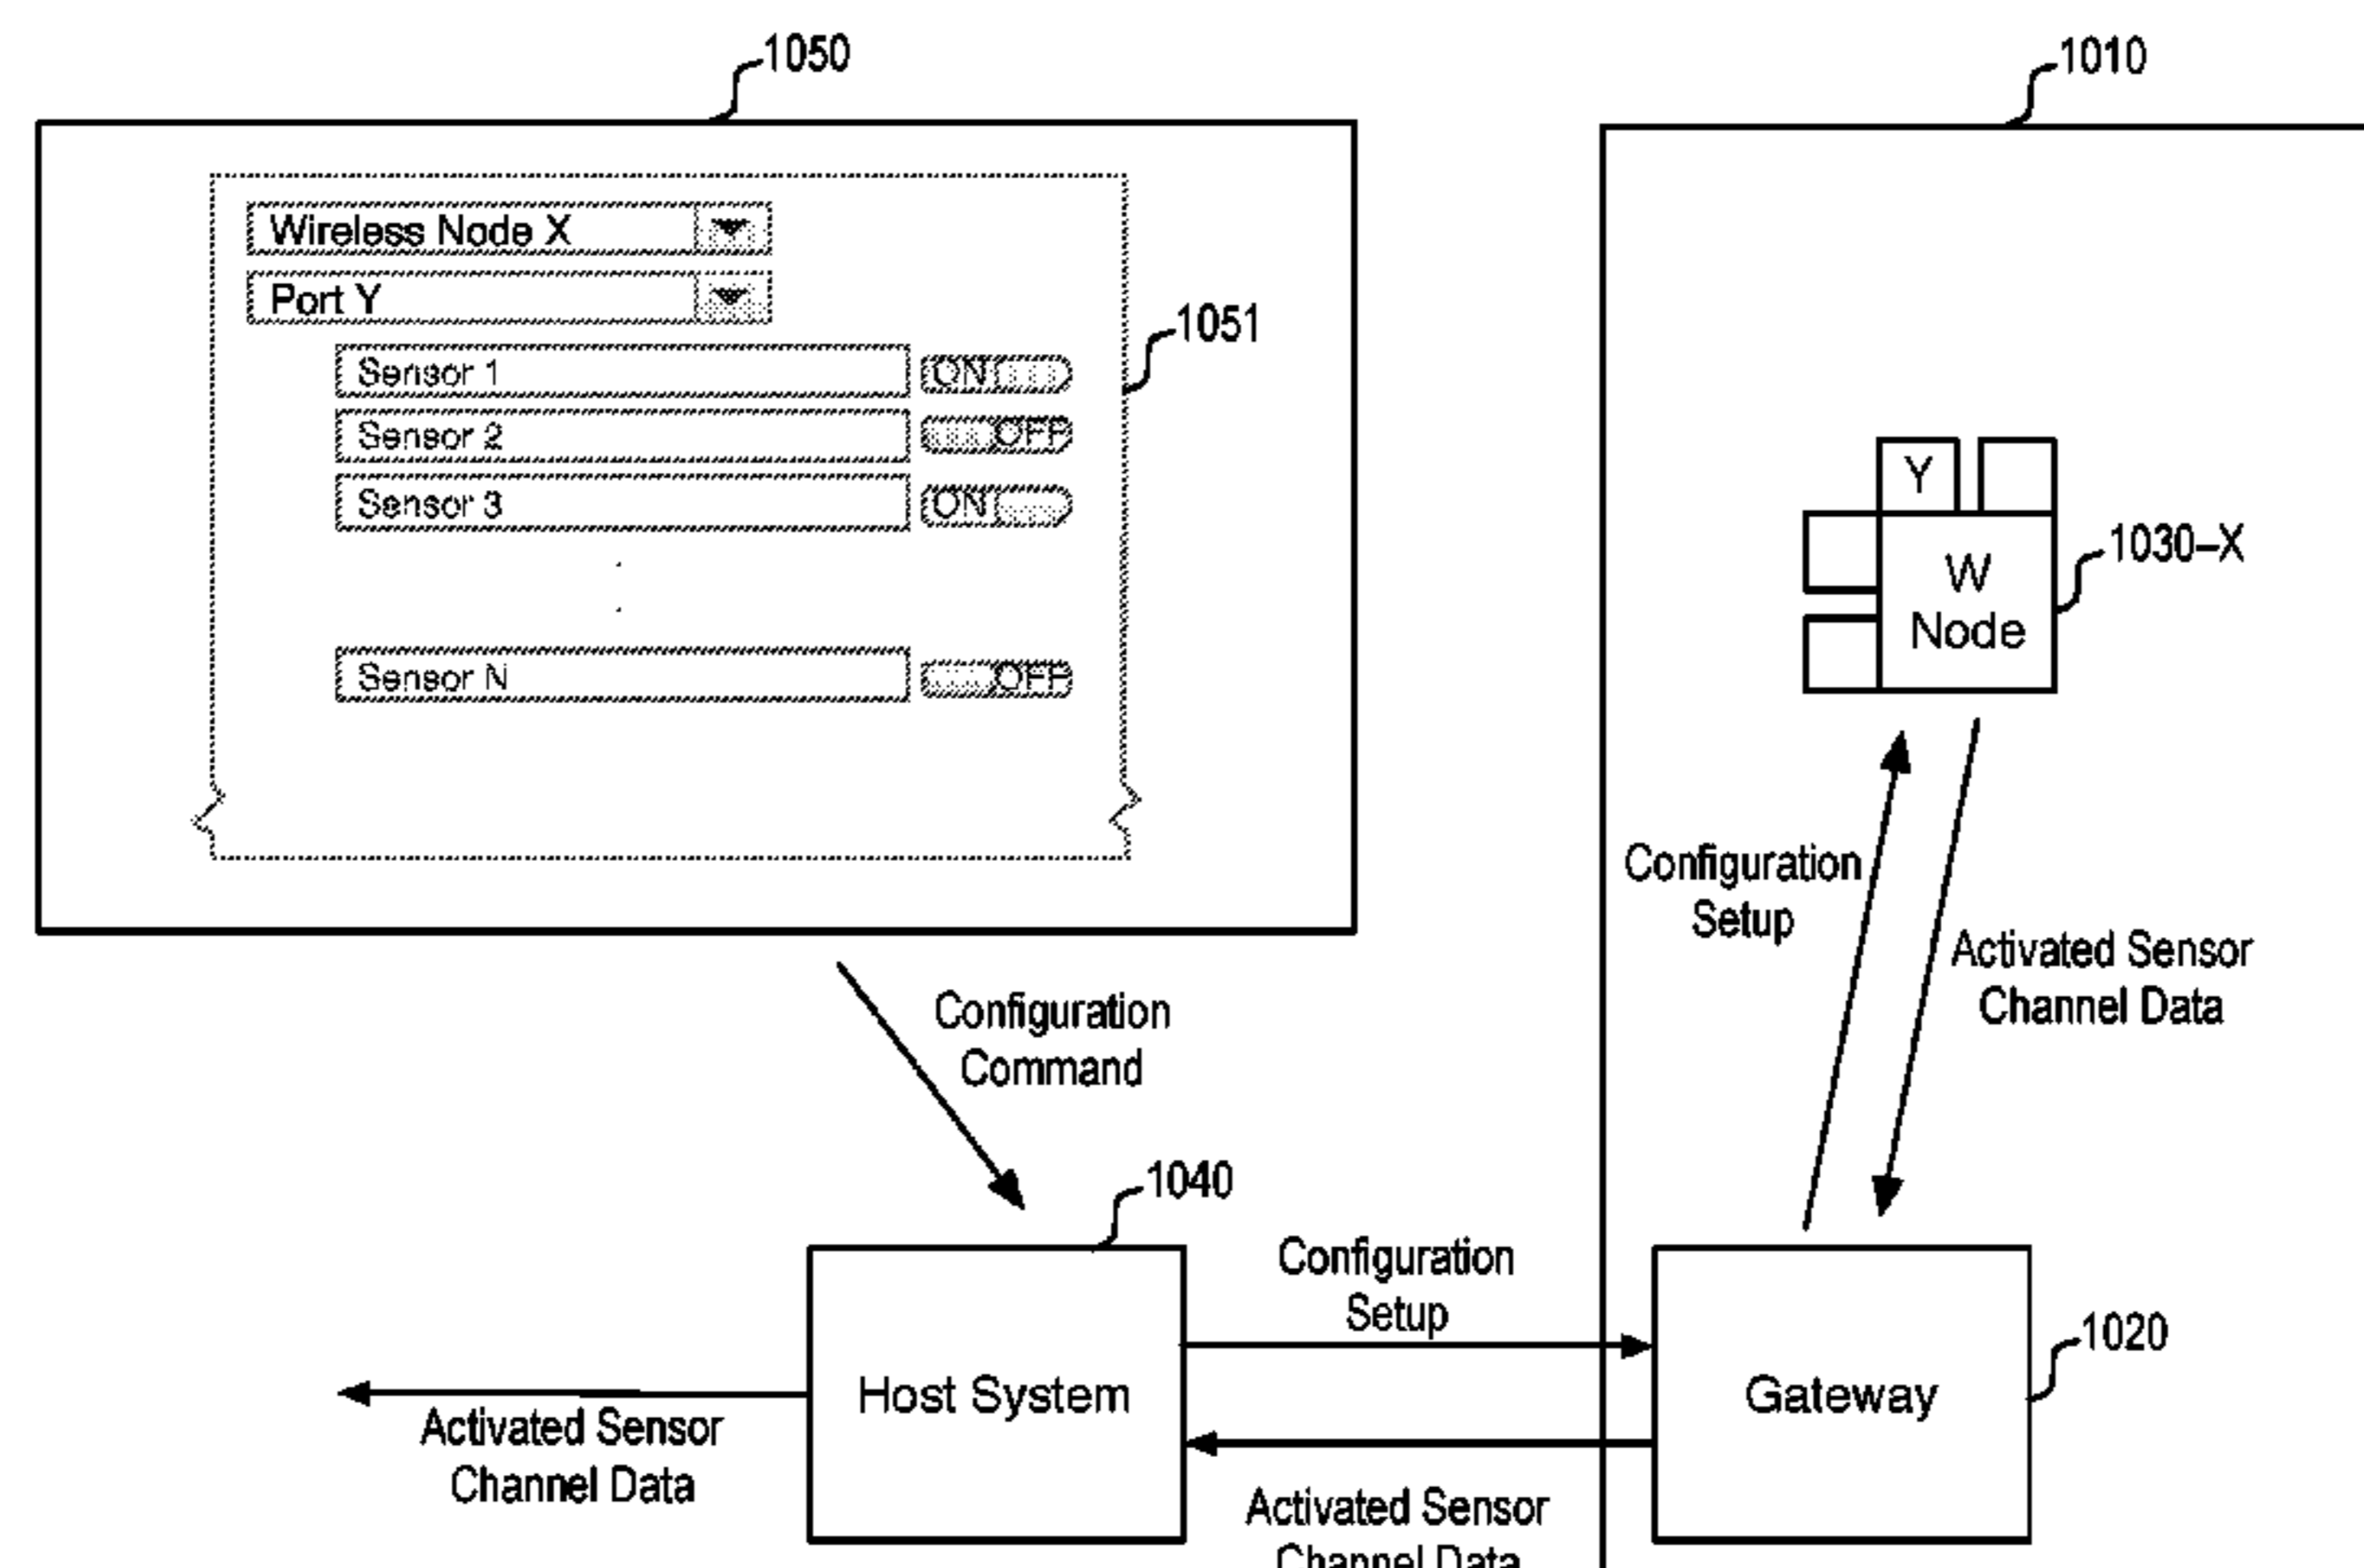 1050
1010
Wireless Node X
Port Y
1051
Sensor 1
ON
Sensor 2
OFF
Sensor 3
ON
Sensor N
OFF
Y
W
Node
1030–X
Configuration
Setup
Activated Sensor
Channel Data
Configuration
Command
1040
Host System
Configuration
Setup
1020
Gateway
Activated Sensor
Channel Data
Activated Sensor
Channel Data